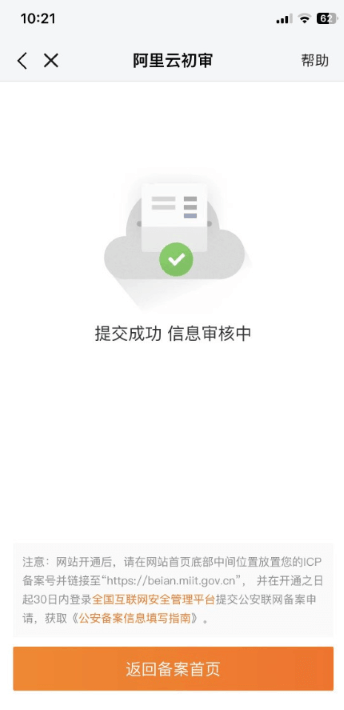 10:21
62
阿里云初审
帮助
提交成功 信息审核中
注意：网站开通后，请在网站首页底部中间位置放置您的ICP
备案号并链接至“https://beian.miit.gov.cn”， 并在开通之日
起30日内登录全国互联网安全管理平台提交公安联网备案申
请，获取《公安备案信息填写指南》。
返回备案首页